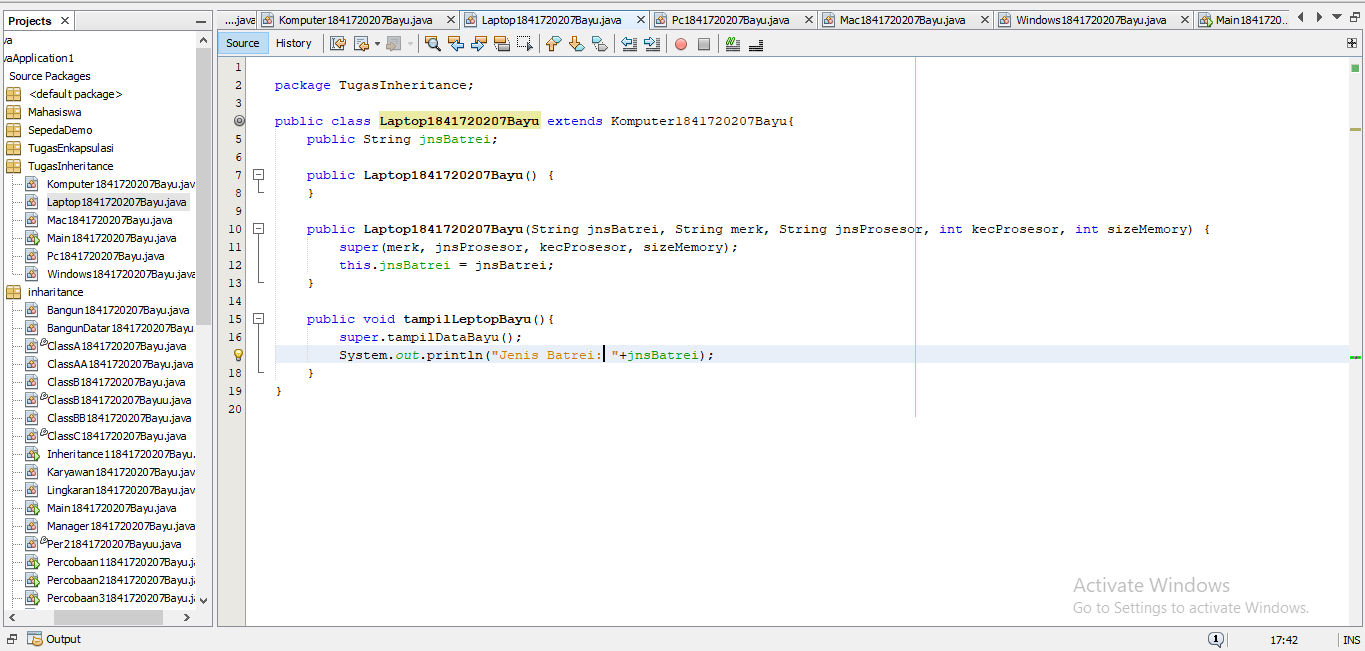 Projects
va
vaApplication1
Source Packages
<default package>
Mahasiswa
SepedaDemo
TugasEnkapsulasi
TugasInheritance
Komputer1841720207Bayu.jav
Laptop1841720207Bayu.java
Mac1841720207Bayu.java
Main1841720207Bayu.java
Pc1841720207Bayu.java
Windows1841720207Bayu.java
inharitance
Bangun1841720207Bayu.java
BangunDatar1841720207Bayu
ClassA1841720207Bayu.java
ClassAA1841720207Bayu.java
ClassB1841720207Bayu.java
ClassB1841720207Bayuu.java
ClassBB1841720207Bayu.java
ClassC1841720207Bayu.java
Inheritance11841720207Bayu.
Karyawan1841720207Bayu.jav
Lingkaran1841720207Bayuu.jav
Main1841720207Bayu.java
Manager1841720207Bayu.java
Per21841720207Bayuu.java
Percobaan11841720207Bayu.j
Percobaan21841720207Bayu.j
Percobaan31841720207Bayu.j
....java Komputer1841720207Bayu.java Laptop1841720207Bayu.java Pc1841720207Bayu.java Mac1841720207Bayu.java Windows1841720207Bayu.java Main1841720...
Source History
1
2 package TugasInheritance;
3
public class Laptop1841720207Bayu extends Komputer1841720207Bayu{
5 public String jnsBatrei;
6
7 public Laptop1841720207Bayu() {
8 }
9
10 public Laptop1841720207Bayu(String jnsBatrei, String merk, String jnsProsesor, int kecProsesor, int sizeMemory) {
11 super(merk, jnsProsesor, kecProsesor, sizeMemory);
12 this.jnsBatrei = jnsBatrei;
13 }
14
15 public void tampilLeptopBayu(){
16 super.tampilDataBayu();
System.out.println("Jenis Batrei: "+jnsBatrei);
18 }
19 }
20
Activate Windows
Go to Settings to activate Windows.
Output
1
17:42
INS